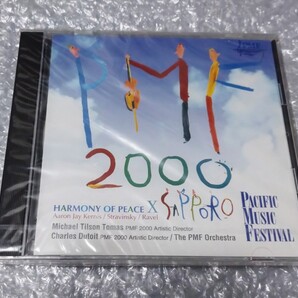 PMF
2000
HARMONY OF PEACE X SAPPORO
Aaron Jay Kernis / Stravinsky / Ravel
PACIFIC
MUSIC
FESTIVAL
Michael Tilson Tomas PMF 2000 Artistic Director
Charles Dutoit PMF 2000 Artistic Director / The PMF Orchestra